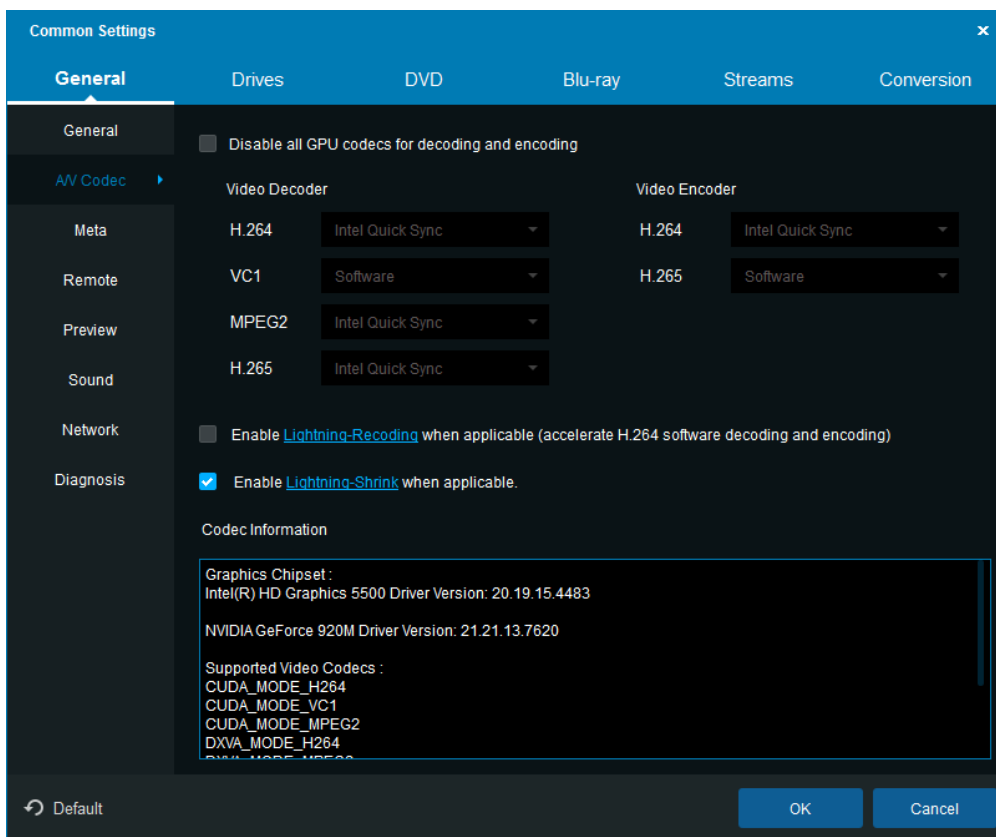 Common Settings
General Drives DVD Blu-ray Streams Conversion
General
A/V Codec
Meta
Remote
Preview
Sound
Network
Diagnosis
Disable all GPU codecs for decoding and encoding
Video Decoder Video Encoder
H.264 Intel Quick Sync H.264 Intel Quick Sync
VC1 Software H.265 Software
MPEG2 Intel Quick Sync
H.265 Intel Quick Sync
Enable Lightning-Recoding when applicable (accelerate H.264 software decoding and encoding)
Enable Lightning-Shrink when applicable.
Codec Information
Graphics Chipset :
Intel(R) HD Graphics 5500 Driver Version: 20.19.15.4483
NVIDIA GeForce 920M Driver Version: 21.21.13.7620
Supported Video Codecs :
CUDA_MODE_H264
CUDA_MODE_VC1
CUDA_MODE_MPEG2
DXVA_MODE_H264
Default OK Cancel